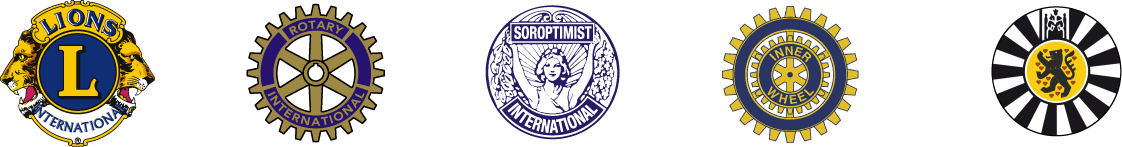 LIONS
L
INTERNATIONAL
ROTARY
INTERNATIONAL
SOROPTIMIST
INTERNATIONAL
INNER
WHEEL